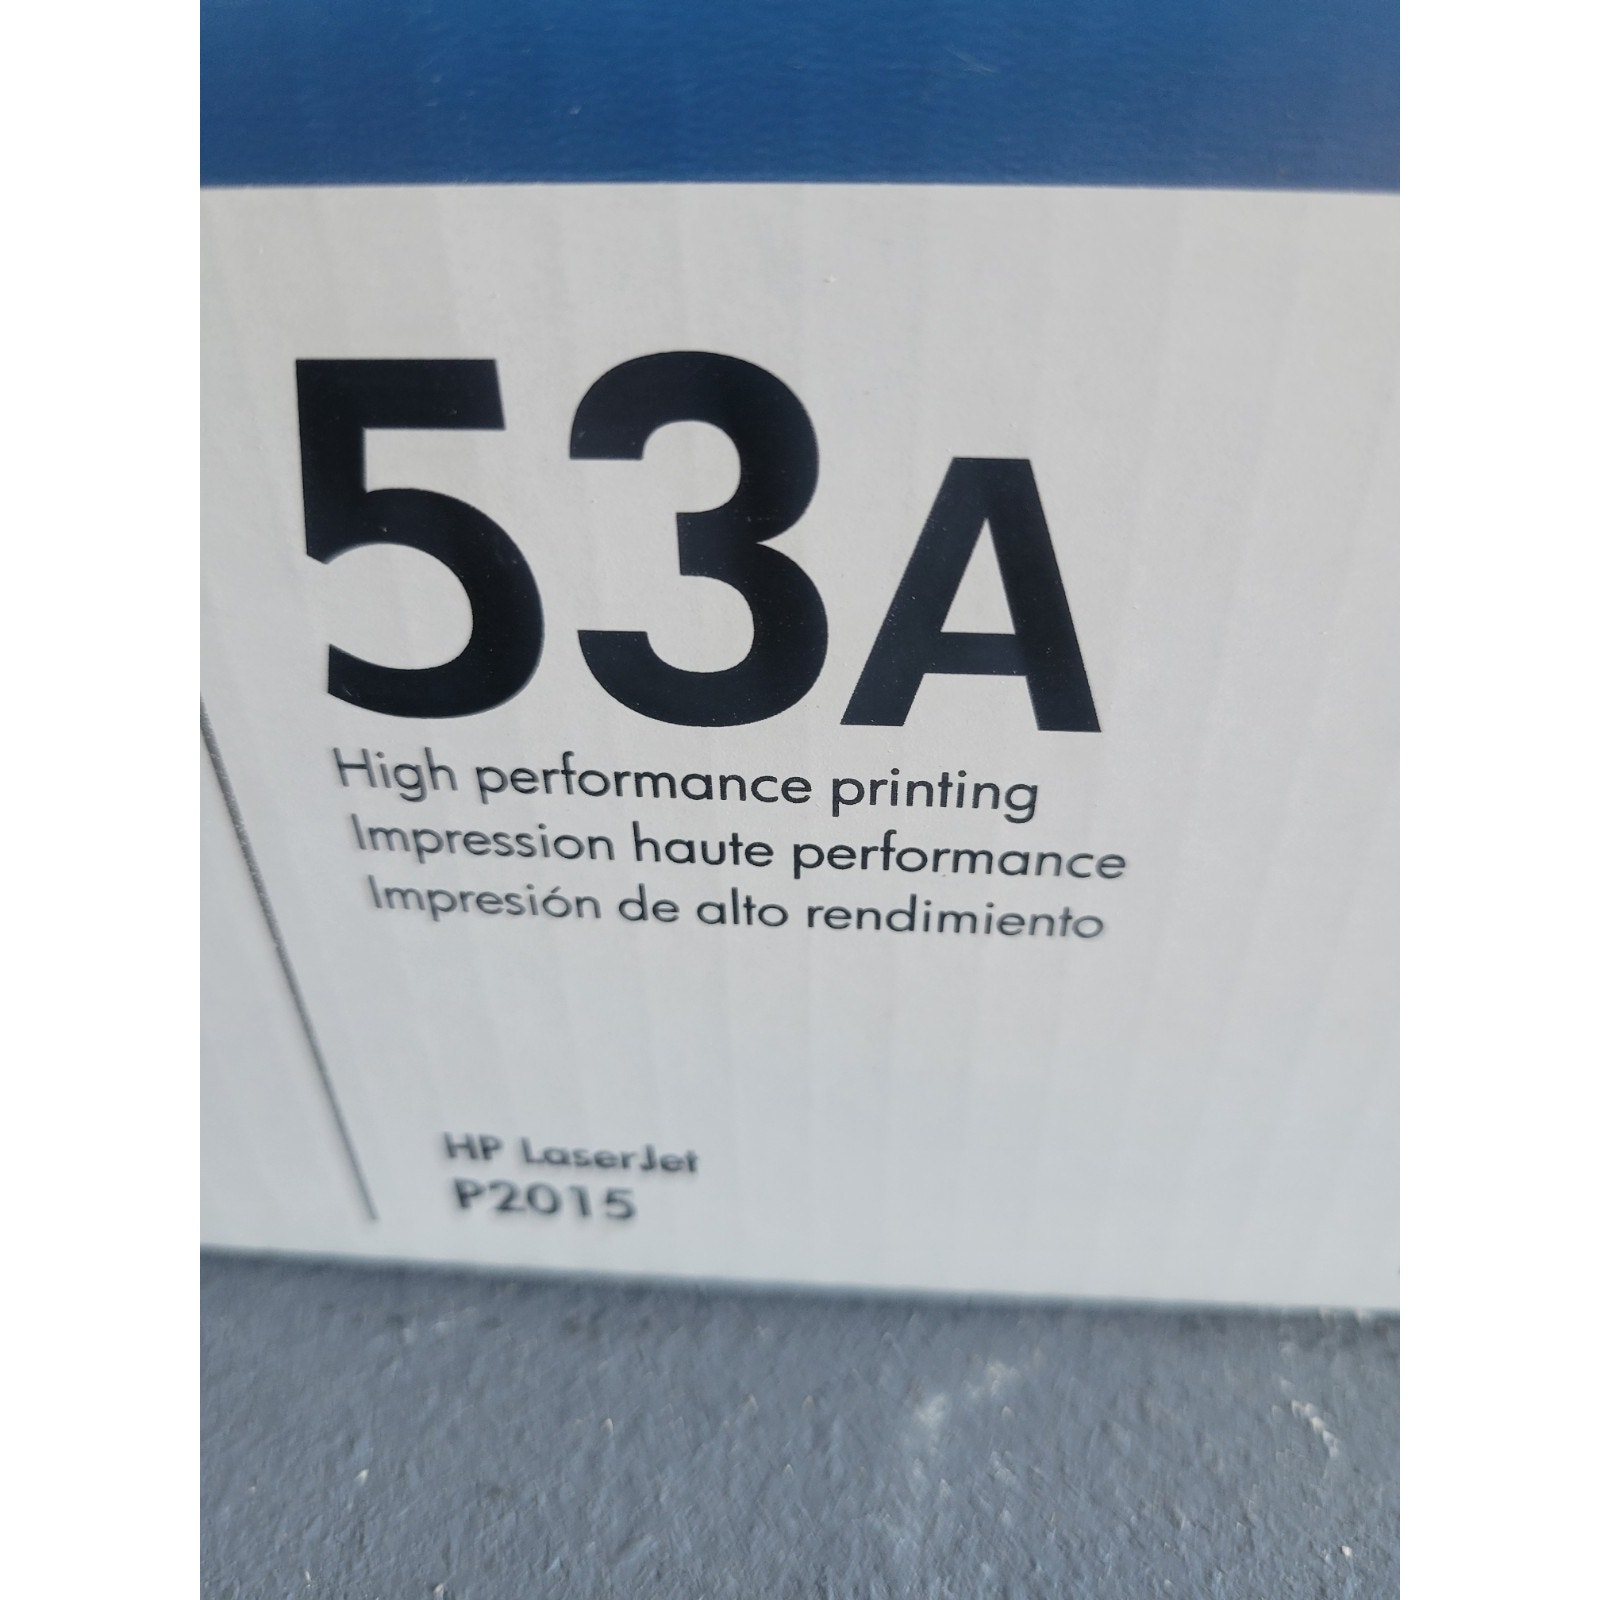 53A
High performance printing
Impression haute performance
Impresión de alto rendimiento
HP LaserJet
P2015